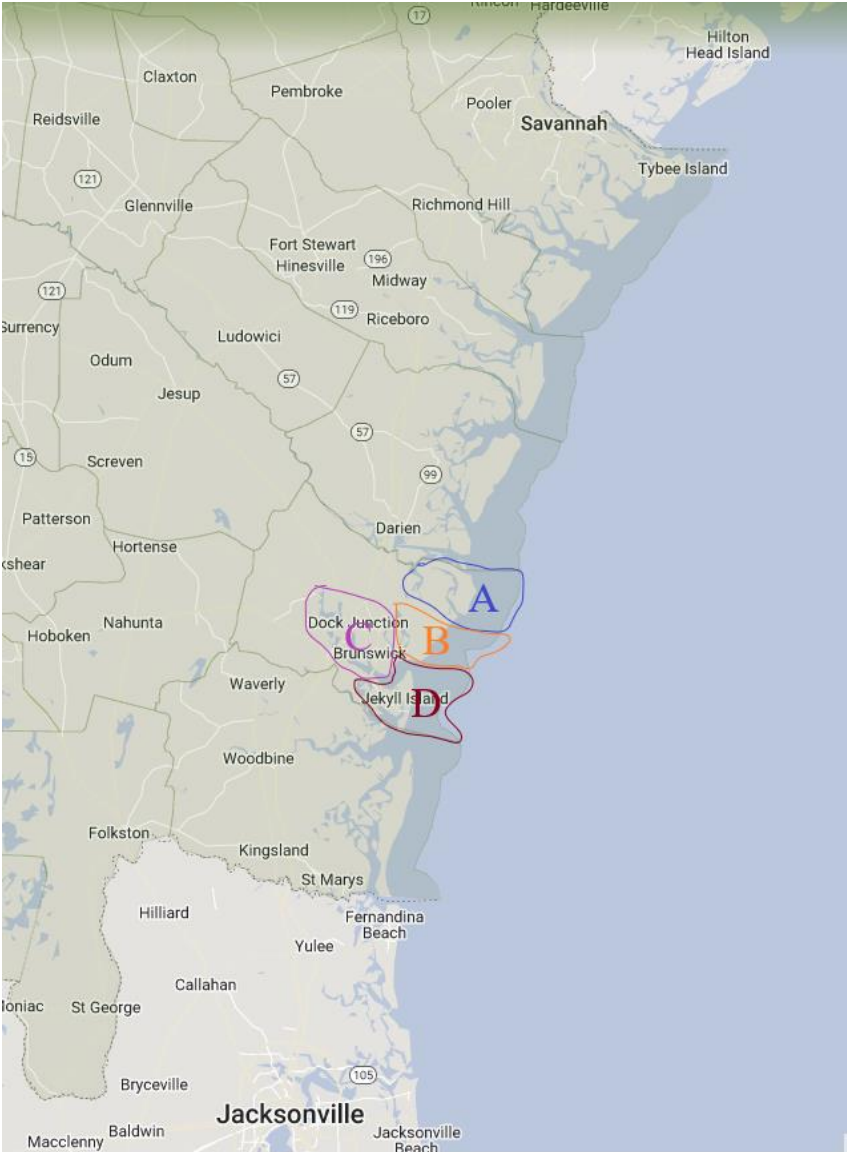 17
Hardeeville
Hilton
Head Island
Claxton
Pembroke
Pooler
Savannah
Reidsville
Tybee Island
121
Glennville
Richmond Hill
Fort Stewart
Hinesville
196
Midway
121
119
Riceboro
Surrency
Ludowici
Odum
57
Jesup
57
15
Screven
99
Patterson
Darien
Hortense
kshear
A
Dock Junction
Nahunta
C
B
Hoboken
Brunswick
Waverly
Jekyll Island
D
Woodbine
Folkston
Kingsland
St Marys
Hilliard
Fernandina
Beach
Yulee
Callahan
St George
Bryceville
105
Jacksonville
Baldwin
Macclenny
Jacksonville
Beach